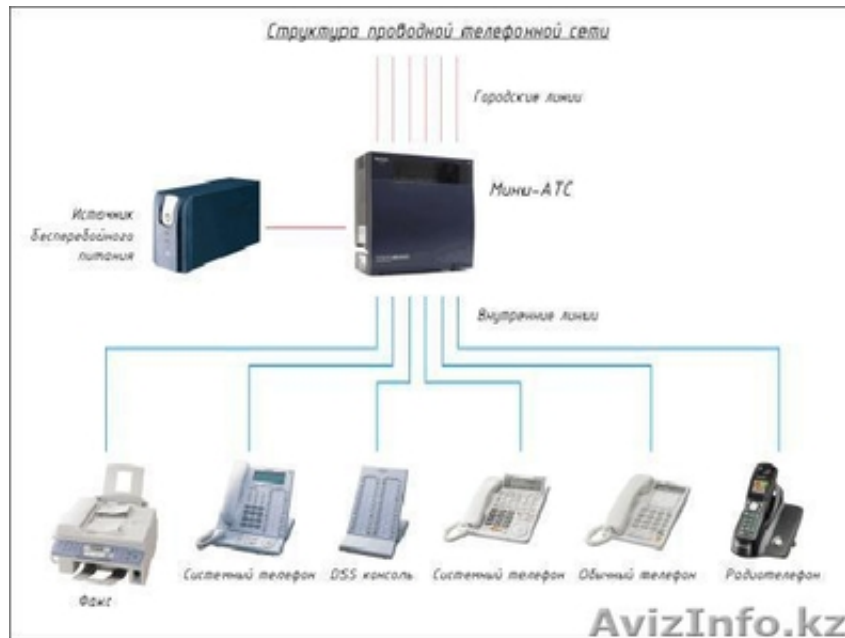 Структура проводной телефонной сети
Городские линии
Мини-АТС
Источник
бесперебойного
питания
Внутренние линии
Факс
Системный телефон
DSS консоль
Системный телефон
Обычный телефон
Радиотелефон
AvizInfo.kz